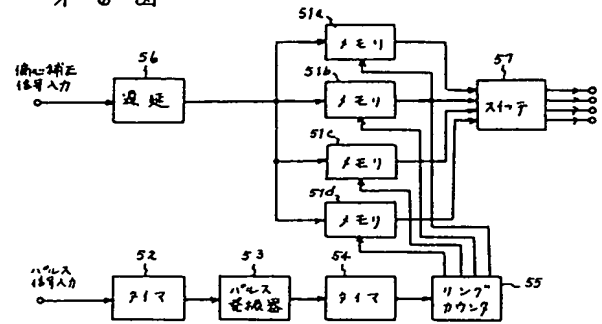 第6図
偏心補正
信号入力
56
遅延
51a
メモリ
51b
メモリ
51c
メモリ
51d
メモリ
57
スイッチ
パルス
信号入力
52
タイマ
53
パルス
発振器
54
タイマ
リング
カウンタ
55